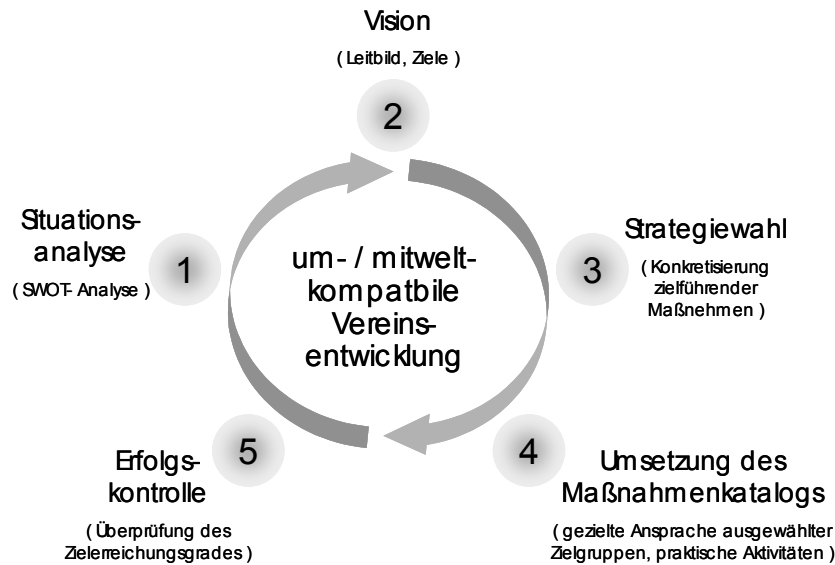 Vision
( Leitbild, Ziele )
2
Situations-
analyse
( SWOT- Analyse )
1
um- / mitwelt-
kompatbile
Vereins-
entwicklung
3
Strategiewahl
( Konkretisierung
zielführender
Maßnehmen )
5
Erfolgs-
kontrolle
( Überprüfung des
Zielerreichungsgrades )
4
Umsetzung des
Maßnahmenkatalogs
( gezielte Ansprache ausgewählter
Zielgruppen, praktische Aktivitäten )